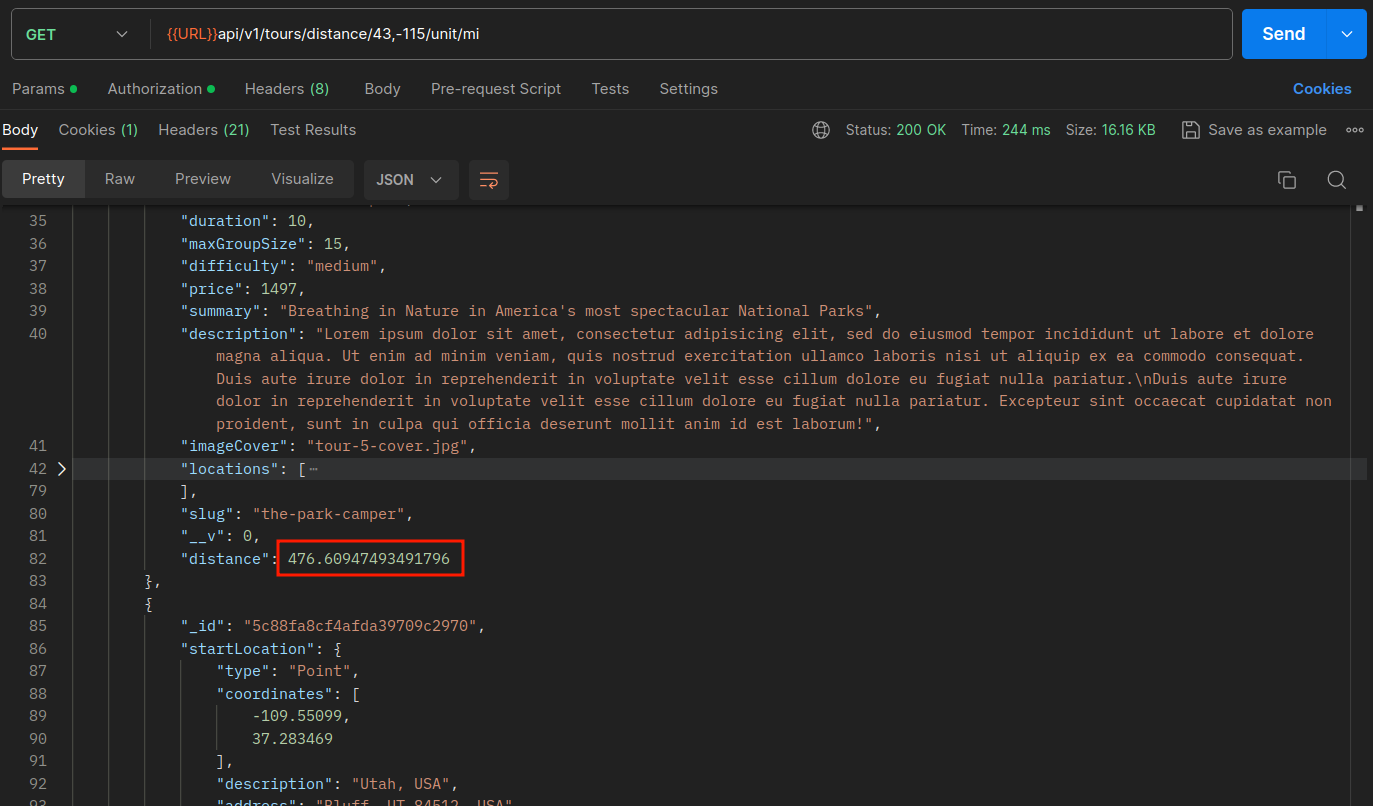 GET {{URL}}api/v1/tours/distance/43,-115/unit/mi Send
Params Authorization Headers (8) Body Pre-request Script Tests Settings Cookies
Body Cookies (1) Headers (21) Test Results Status: 200 OK Time: 244 ms Size: 16.16 KB Save as example
Pretty Raw Preview Visualize JSON
35 "duration": 10,
36 "maxGroupSize": 15,
37 "difficulty": "medium",
38 "price": 1497,
39 "summary": "Breathing in Nature in America's most spectacular National Parks",
40 "description": "Lorem ipsum dolor sit amet, consectetur adipisicing elit, sed do eiusmod tempor incididunt ut labore et dolore
magna aliqua. Ut enim ad minim veniam, quis nostrud exercitation ullamco laboris nisi ut aliquip ex ea commodo consequat.
Duis aute irure dolor in reprehenderit in voluptate velit esse cillum dolore eu fugiat nulla pariatur.\nDuis aute irure
dolor in reprehenderit in voluptate velit esse cillum dolore eu fugiat nulla pariatur. Excepteur sint occaecat cupidatat non
proident, sunt in culpa qui officia deserunt mollit anim id est laborum!",
41 "imageCover": "tour-5-cover.jpg",
42 "locations": [⋯
79 ],
80 "slug": "the-park-camper",
81 "__v": 0,
82 "distance": 476.60947493491796
83 },
84 {
85 "_id": "5c88fa8cf4afda39709c2970",
86 "startLocation": {
87 "type": "Point",
88 "coordinates": [
89 -109.55099,
90 37.283469
91 ],
92 "description": "Utah, USA",
93 "address": "Bluff, UT 84512, USA"